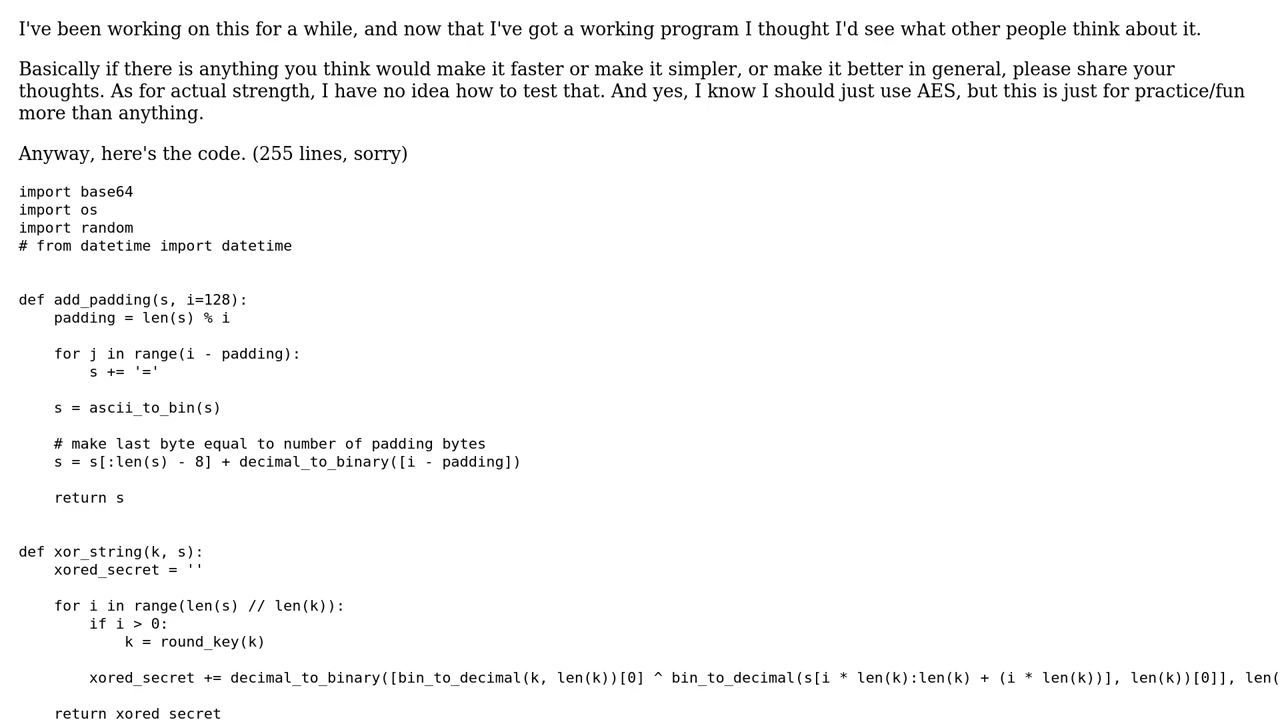 I've been working on this for a while, and now that I've got a working program I thought I'd see what other people think about it.
Basically if there is anything you think would make it faster or make it simpler, or make it better in general, please share your
thoughts. As for actual strength, I have no idea how to test that. And yes, I know I should just use AES, but this is just for practice/fun
more than anything.
Anyway, here's the code. (255 lines, sorry)
import base64
import os
import random
# from datetime import datetime
def add_padding(s, i=128):
    padding = len(s) % i
    for j in range(i - padding):
        s += '='
    s = ascii_to_bin(s)
    # make last byte equal to number of padding bytes
    s = s[:len(s) - 8] + decimal_to_binary([i - padding])
    return s
def xor_string(k, s):
    xored_secret = ''
    for i in range(len(s) // len(k)):
        if i > 0:
            k = round_key(k)
        xored_secret += decimal_to_binary([bin_to_decimal(k, len(k))[0] ^ bin_to_decimal(s[i * len(k):len(k) + (i * len(k))], len(k))[0]], len(
    return xored_secret